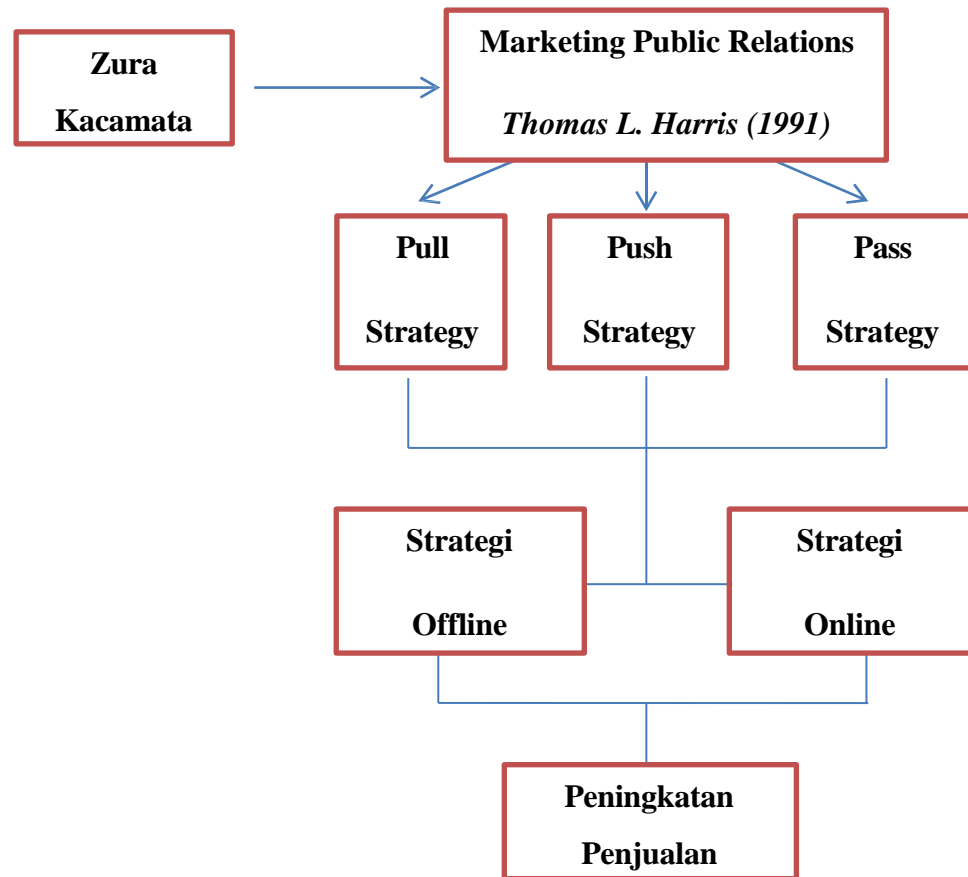 Zura
Kacamata
Marketing Public Relations
Thomas L. Harris (1991)
Pull
Strategy
Push
Strategy
Pass
Strategy
Strategi
Offline
Strategi
Online
Peningkatan
Penjualan